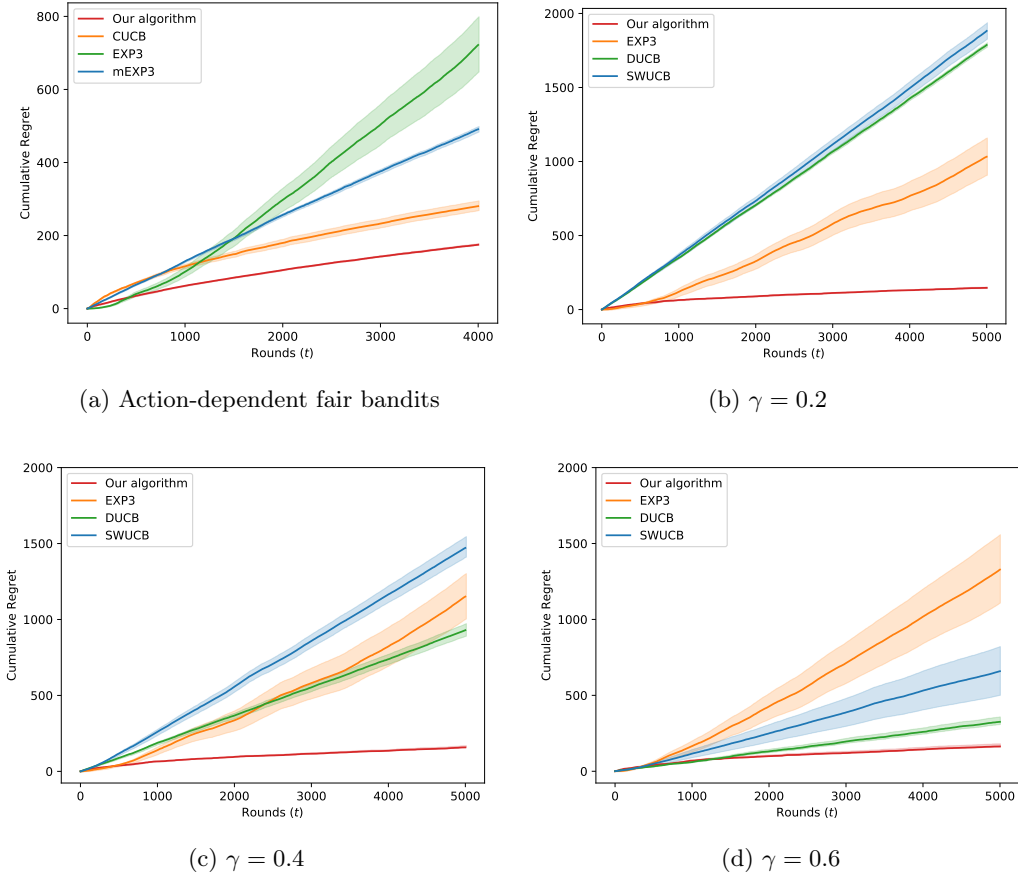 Our algorithm
CUCB
EXP3
mEXP3
800
600
400
200
0
Cumulative Regret
0 1000 2000 3000 4000
Rounds (t)
(a) Action-dependent fair bandits
Our algorithm
EXP3
DUCB
SWUCB
2000
1500
1000
500
0
Cumulative Regret
0 1000 2000 3000 4000 5000
Rounds (t)
(b) γ = 0.2
Our algorithm
EXP3
DUCB
SWUCB
2000
1500
1000
500
0
Cumulative Regret
0 1000 2000 3000 4000 5000
Rounds (t)
(c) γ = 0.4
Our algorithm
EXP3
DUCB
SWUCB
2000
1500
1000
500
0
Cumulative Regret
0 1000 2000 3000 4000 5000
Rounds (t)
(d) γ = 0.6